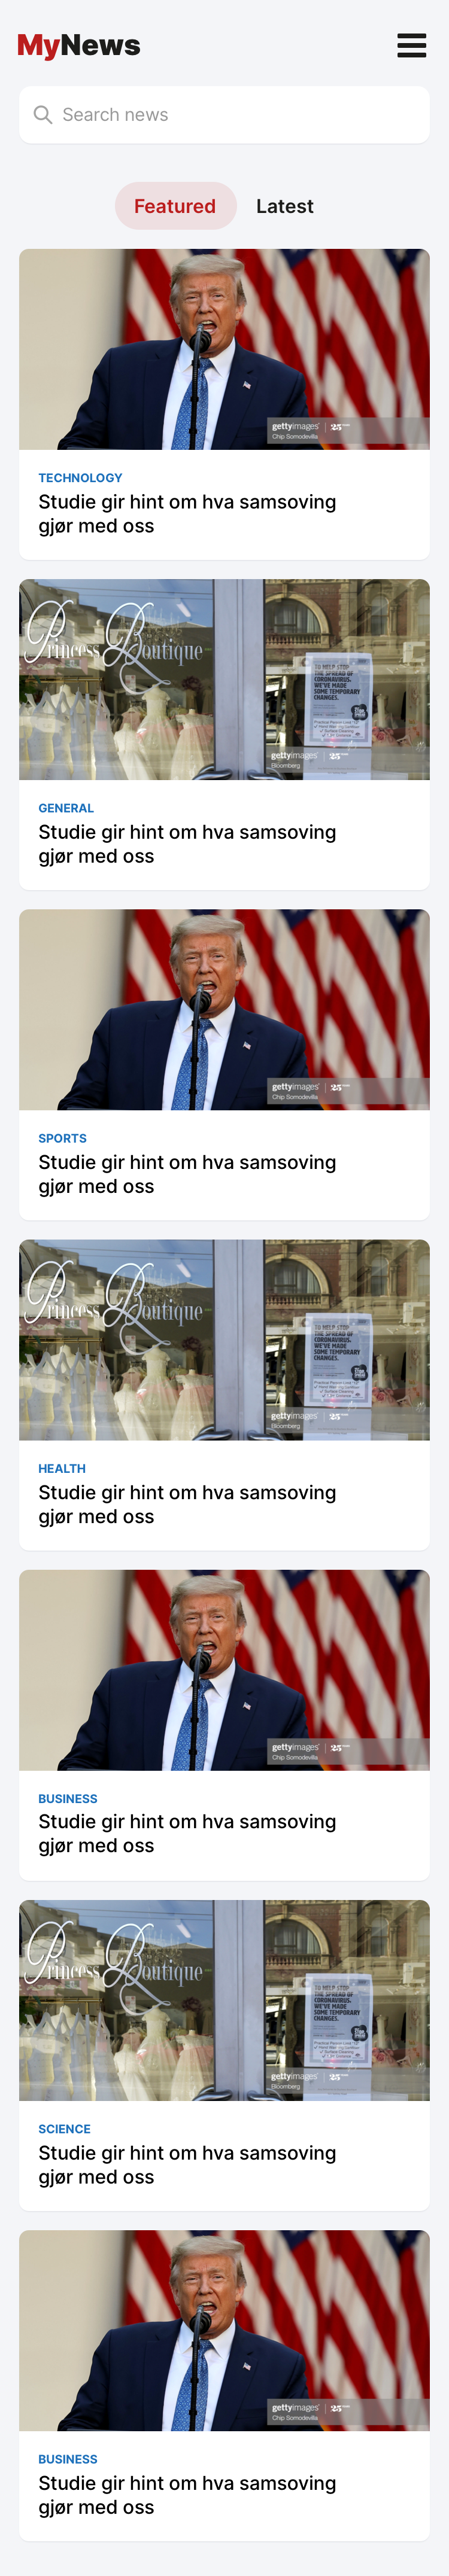 MyNews
Search news
Featured Latest
gettyimages® 25
Chip Somodevilla
TECHNOLOGY
Studie gir hint om hva samsoving
gjør med oss
Princess Boutique
TO HELP STOP
THE SPREAD OF
CORONAVIRUS,
WE'VE MADE
SOME TEMPORARY
CHANGES.
gettyimages® 25
Bloomberg
GENERAL
Studie gir hint om hva samsoving
gjør med oss
gettyimages® 25
Chip Somodevilla
SPORTS
Studie gir hint om hva samsoving
gjør med oss
Princess Boutique
TO HELP STOP
THE SPREAD OF
CORONAVIRUS,
WE'VE MADE
SOME TEMPORARY
CHANGES.
gettyimages® 25
Bloomberg
HEALTH
Studie gir hint om hva samsoving
gjør med oss
gettyimages® 25
Chip Somodevilla
BUSINESS
Studie gir hint om hva samsoving
gjør med oss
Princess Boutique
TO HELP STOP
THE SPREAD OF
CORONAVIRUS,
WE'VE MADE
SOME TEMPORARY
CHANGES.
gettyimages® 25
Bloomberg
SCIENCE
Studie gir hint om hva samsoving
gjør med oss
gettyimages® 25
Chip Somodevilla
BUSINESS
Studie gir hint om hva samsoving
gjør med oss